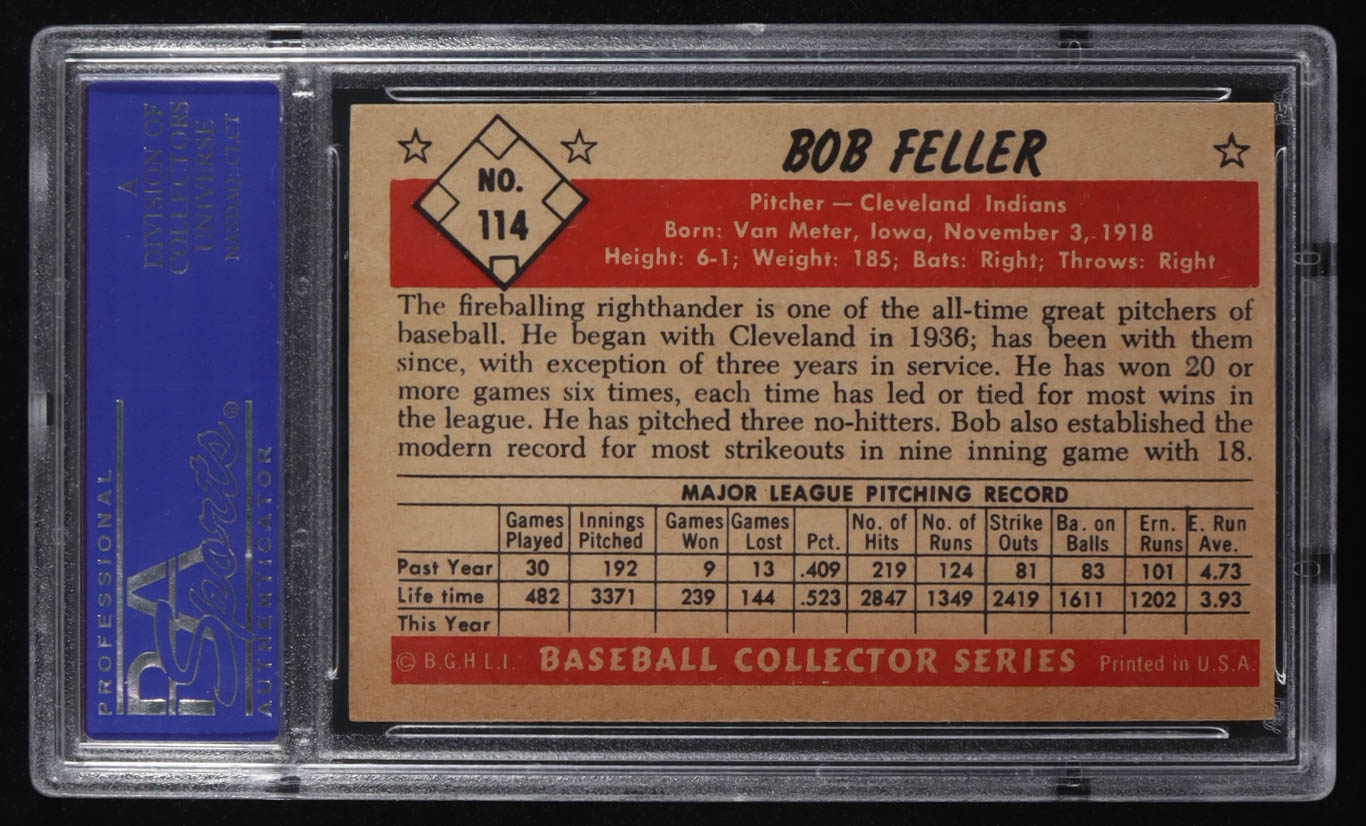 A
DIVISION OF
COLLECTORS
UNIVERSE
NASDAQ: CLCT
PROFESSIONAL
PSA
Sports®
AUTHENTICATOR
NO.
114
BOB FELLER
Pitcher — Cleveland Indians
Born: Van Meter, Iowa, November 3, 1918
Height: 6-1; Weight: 185; Bats: Right; Throws: Right
The fireballing righthander is one of the all-time great pitchers of
baseball. He began with Cleveland in 1936; has been with them
since, with exception of three years in service. He has won 20 or
more games six times, each time has led or tied for most wins in
the league. He has pitched three no-hitters. Bob also established the
modern record for most strikeouts in nine inning game with 18.
MAJOR LEAGUE PITCHING RECORD
Games Played Innings Pitched Games Won Games Lost Pct. No. of Hits No. of Runs Strike Outs Ba. on Balls Ern. Runs E. Run Ave.
Past Year 30 192 9 13 .409 219 124 81 83 101 4.73
Life time 482 3371 239 144 .523 2847 1349 2419 1611 1202 3.93
This Year
© B.G.H.L.I. BASEBALL COLLECTOR SERIES Printed in U.S.A.